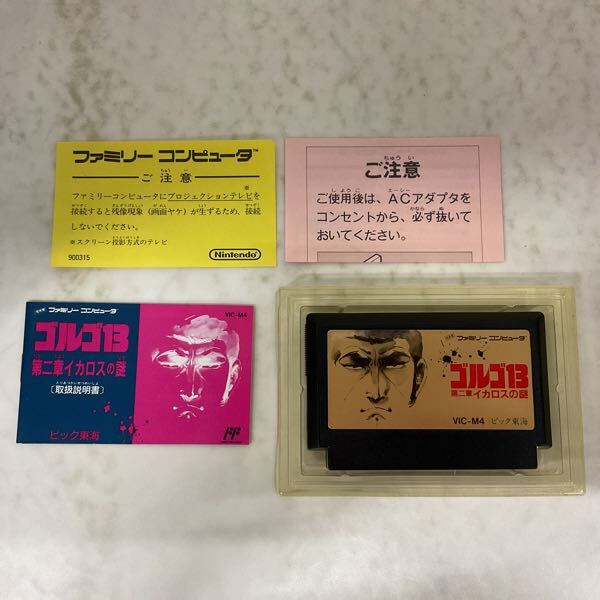 ファミリー コンピュータ™
ご注意
ファミリーコンピュータにプロジェクションテレビ※を
接続すると残像現象(画面ヤケ)が生ずるため、接続
しないでください。
※スクリーン投影方式のテレビ
900315
Nintendo
ご注意
ご使用後は、ACアダプタを
コンセントから、必ず抜いて
おいてください。
ファミリー コンピュータ
VIC-M4
ゴルゴ13
第二章イカロスの謎
〔取扱説明書〕
ビック東海
FF
ファミリー コンピュータ
ゴルゴ13
第二章イカロスの謎
VIC-M4 ビック東海